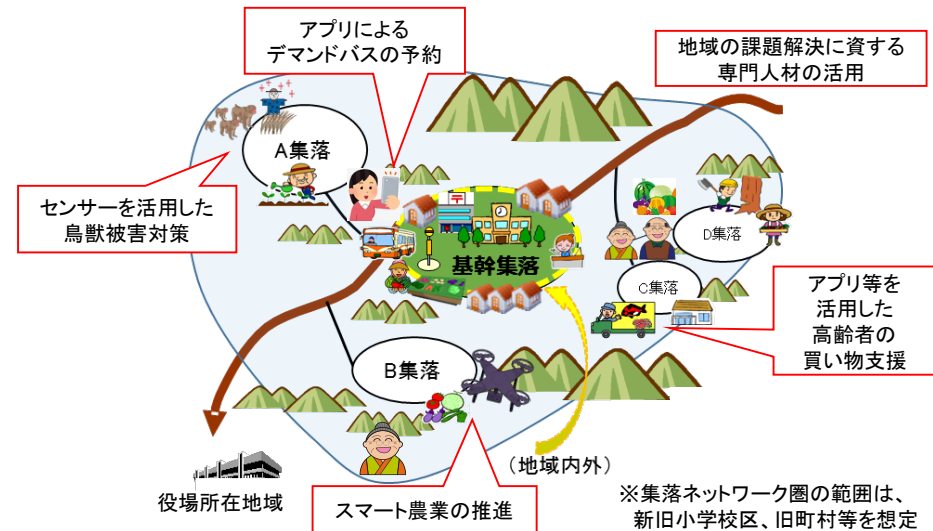 アプリによる
デマンドバスの予約
地域の課題解決に資する
専門人材の活用
A集落
センサーを活用した
鳥獣被害対策
〒
基幹集落
D集落
C集落
アプリ等を
活用した
高齢者の
買い物支援
B集落
(地域内外)
役場所在地域
スマート農業の推進
※集落ネットワーク圏の範囲は、
新旧小学校区、旧町村等を想定